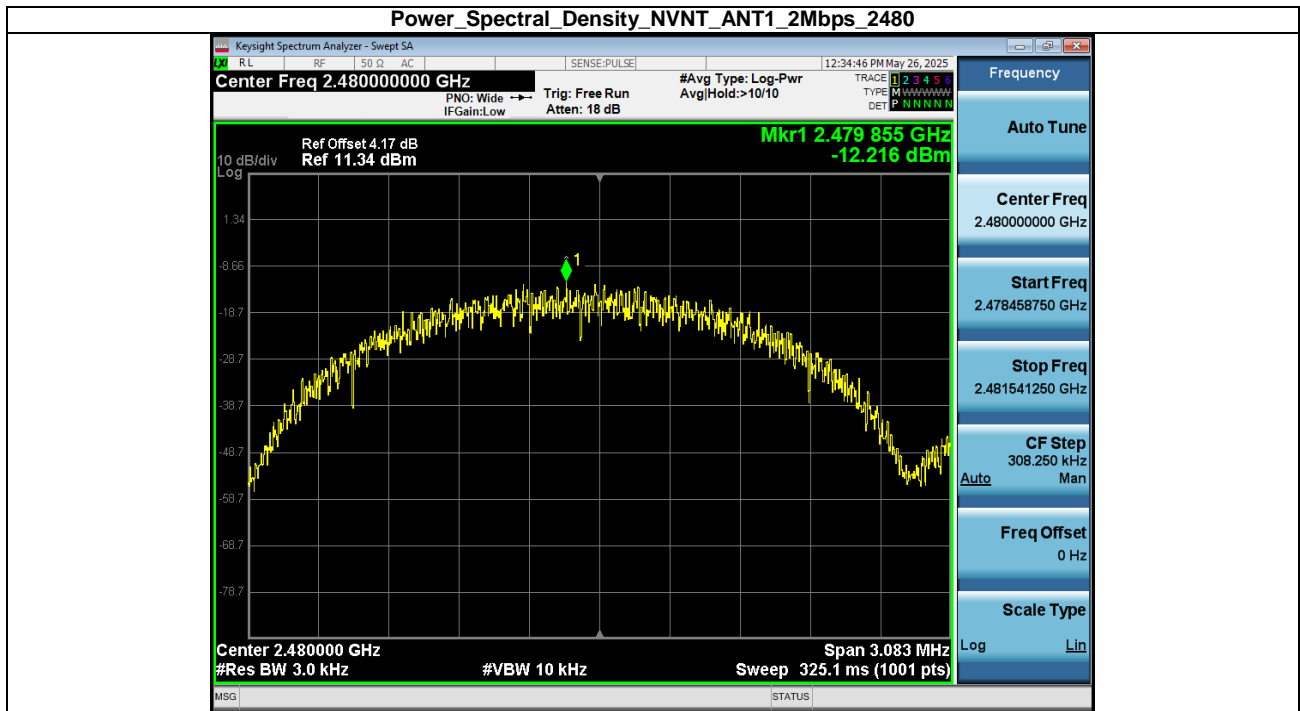 Power_Spectral_Density_NVNT_ANT1_2Mbps_2480
Keysight Spectrum Analyzer - Swept SA
LXI RL RF 50 Ω AC SENSE:PULSE 12:34:46 PM May 26, 2025
Center Freq 2.480000000 GHz
PNO: Wide
IFGain:Low
Trig: Free Run
Atten: 18 dB
#Avg Type: Log-Pwr
Avg|Hold:>10/10
TRACE 1 2 3 4 5 6
TYPE M WWWWW
DET P N N N N N
Ref Offset 4.17 dB
10 dB/div Ref 11.34 dBm
Log
Mkr1 2.479 855 GHz
-12.216 dBm
1
1.34
-8.66
-18.7
-28.7
-38.7
-48.7
-58.7
-68.7
-78.7
Center 2.480000 GHz Span 3.083 MHz
#Res BW 3.0 kHz #VBW 10 kHz Sweep 325.1 ms (1001 pts)
MSG STATUS
Frequency
Auto Tune
Center Freq
2.480000000 GHz
Start Freq
2.478458750 GHz
Stop Freq
2.481541250 GHz
CF Step
308.250 kHz
Auto Man
Freq Offset
0 Hz
Scale Type
Log Lin